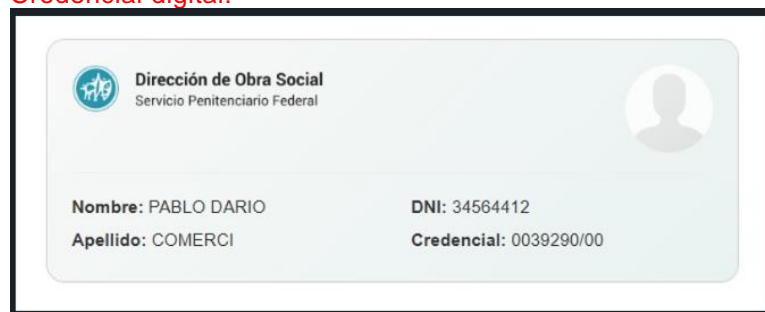 Credencial digital.
Dirección de Obra Social
Servicio Penitenciario Federal
Nombre: PABLO DARIO
DNI: 34564412
Apellido: COMERCI
Credencial: 0039290/00